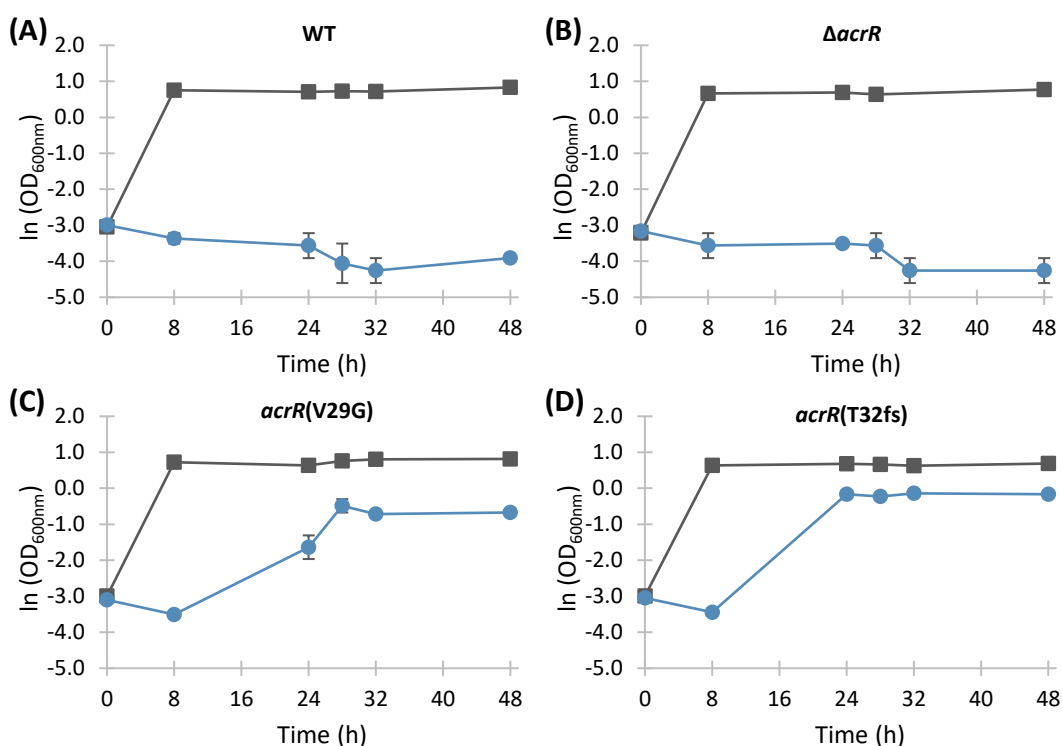 (A) WT
2.0
1.0
0.0
-1.0
-2.0
-3.0
-4.0
-5.0
ln (OD600nm)
0 8 16 24 32 40 48
Time (h)
(B) ΔacrR
2.0
1.0
0.0
-1.0
-2.0
-3.0
-4.0
-5.0
ln (OD600nm)
0 8 16 24 32 40 48
Time (h)
(C) acrR(V29G)
2.0
1.0
0.0
-1.0
-2.0
-3.0
-4.0
-5.0
ln (OD600nm)
0 8 16 24 32 40 48
Time (h)
(D) acrR(T32fs)
2.0
1.0
0.0
-1.0
-2.0
-3.0
-4.0
-5.0
ln (OD600nm)
0 8 16 24 32 40 48
Time (h)